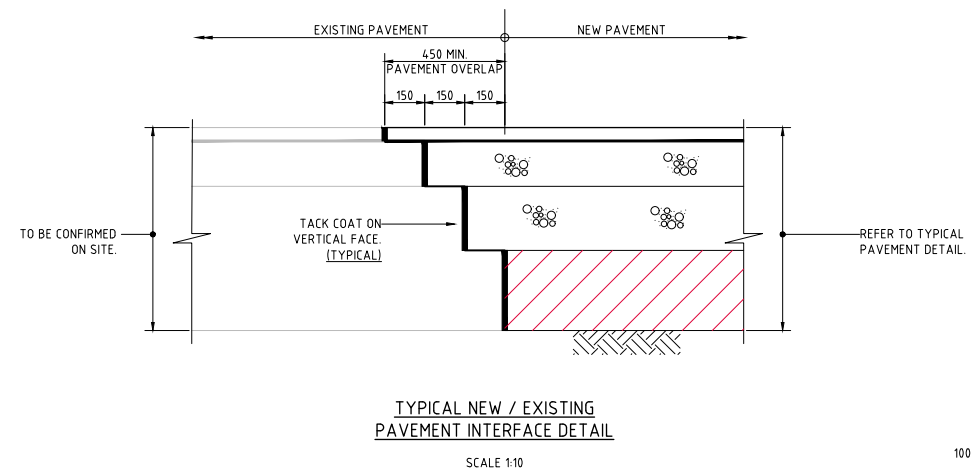 EXISTING PAVEMENT
NEW PAVEMENT
450 MIN.
PAVEMENT OVERLAP
150
150
150
TACK COAT ON
VERTICAL FACE.
(TYPICAL)
TO BE CONFIRMED
ON SITE.
REFER TO TYPICAL
PAVEMENT DETAIL.
TYPICAL NEW / EXISTING
PAVEMENT INTERFACE DETAIL
SCALE 1:10
100